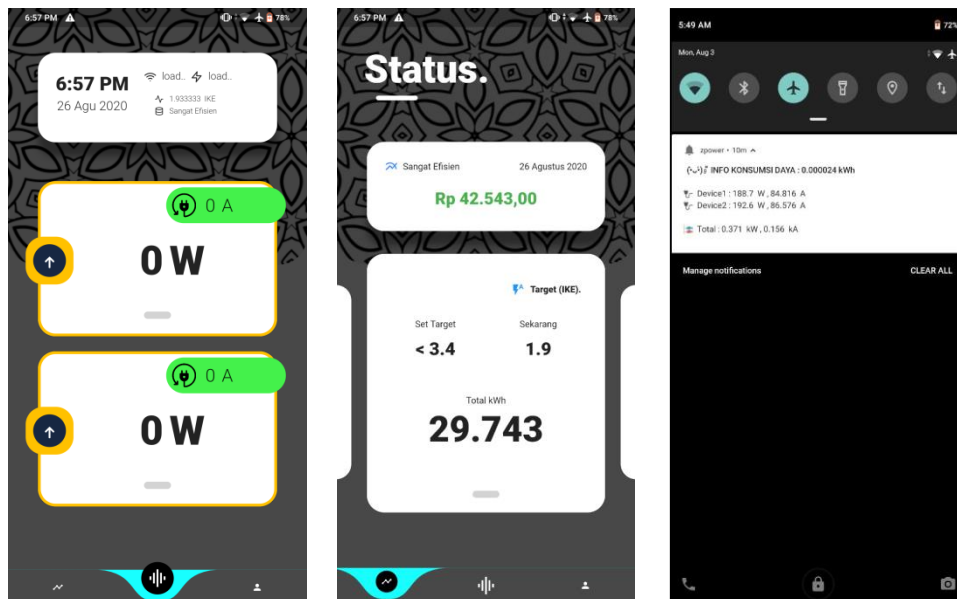 6:57 PM
78%
6:57 PM
load.. load..
26 Agu 2020
1.933333 IKE
Sangat Efisien
0 A
0 W
0 A
0 W
6:57 PM
78%
Status.
Sangat Efisien
26 Agustus 2020
Rp 42.543,00
Target (IKE).
Set Target
Sekarang
< 3.4
1.9
Total kWh
29.743
5:49 AM
72%
Mon, Aug 3
zpower • 10m
INFO KONSUMSI DAYA : 0.000024 kWh
Device1 : 188.7 W , 84.816 A
Device2 : 192.6 W , 86.576 A
Total : 0.371 kW , 0.156 kA
Manage notifications
CLEAR ALL